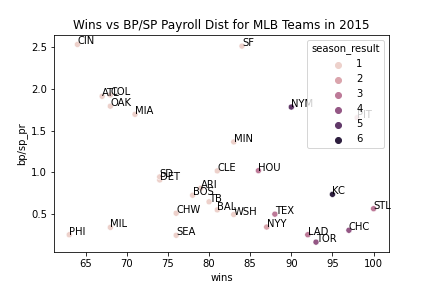 Wins vs BP/SP Payroll Dist for MLB Teams in 2015
CIN
SF
season_result
1
2
3
4
5
6
2.5
2.0
1.5
1.0
0.5
bp/sp_pr
ATL
COL
OAK
MIA
NYM
PIT
MIN
CLE
HOU
SD
DET
ARI
BOS
TB
KC
BAL
CHW
WSH
TEX
STL
PHI
MIL
SEA
NYY
LAD
TOR
CHC
65
70
75
80
85
90
95
100
wins